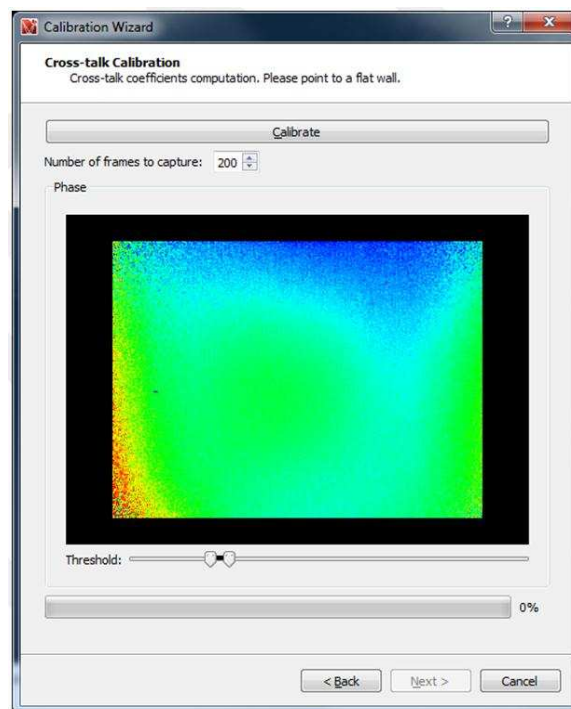 Calibration Wizard
Cross-talk Calibration
Cross-talk coefficients computation. Please point to a flat wall.
Calibrate
Number of frames to capture: 200
Phase
Threshold:
0%
< Back Next > Cancel